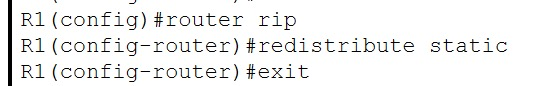 R1(config)#router rip
R1(config-router)#redistribute static
R1(config-router)#exit